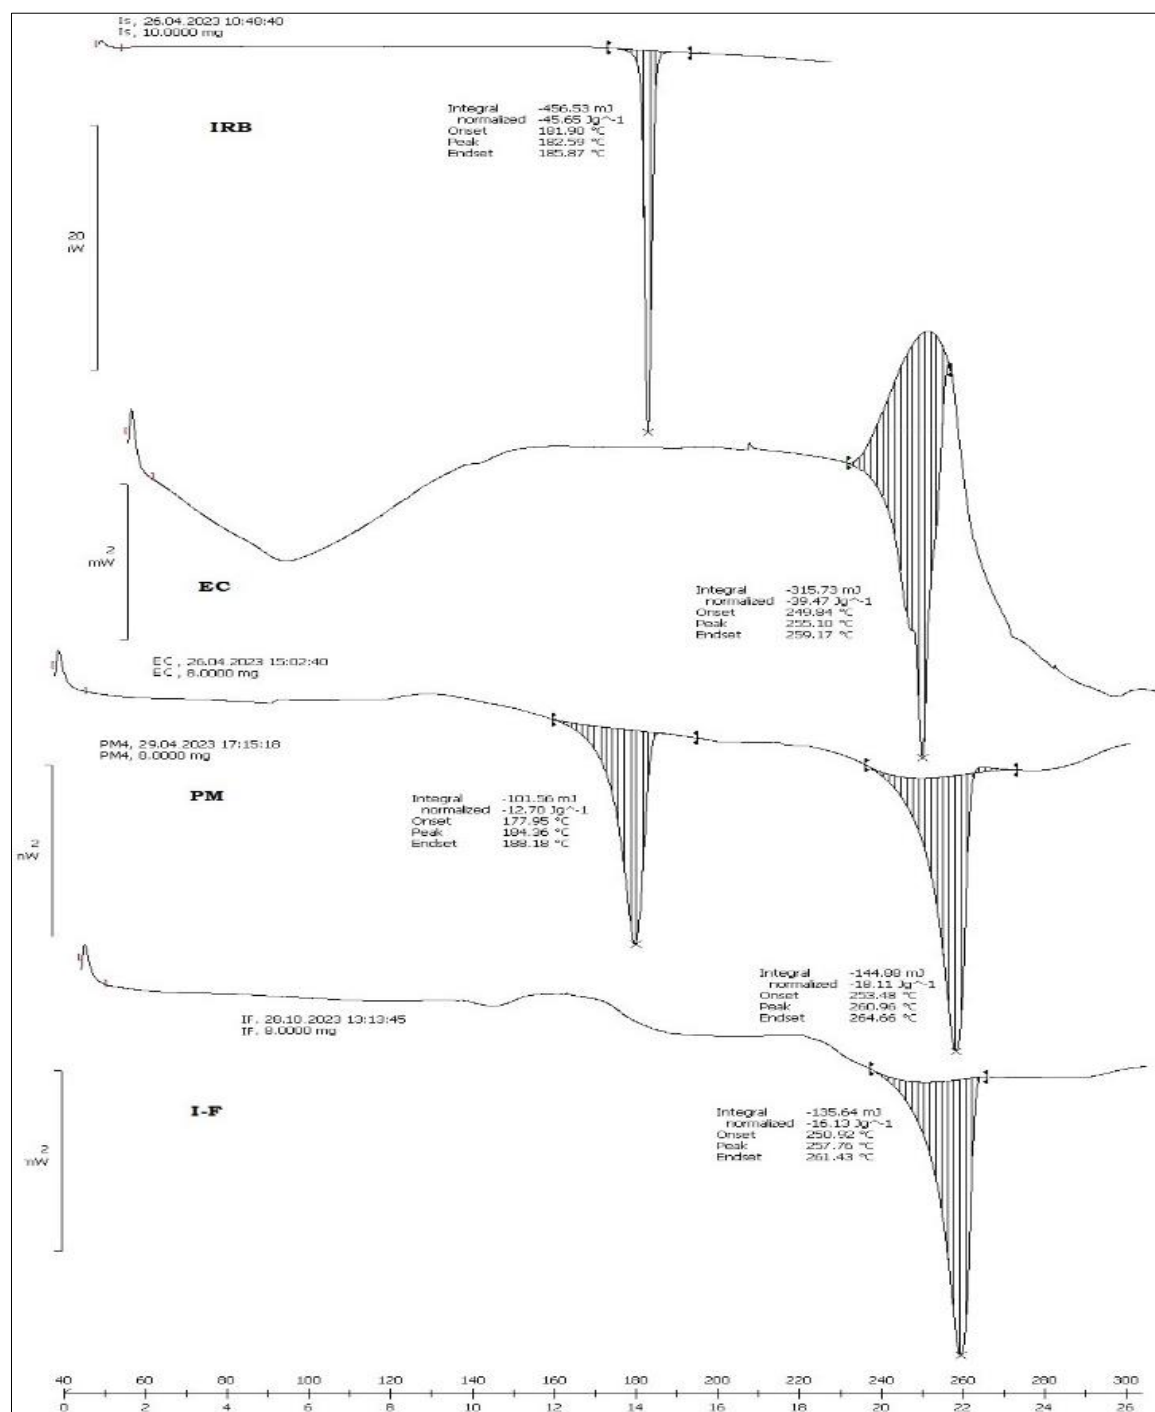 Is, 26.04.2023 10:48:40
Is, 10.0000 mg
Integral -456.53 mJ
normalized -45.65 Jg^-1
Onset 181.90 °C
Peak 182.59 °C
Endset 185.87 °C
IRB
20
mW
2
mW
EC
Integral -315.73 mJ
normalized -39.47 Jg^-1
Onset 249.84 °C
Peak 255.10 °C
Endset 259.17 °C
EC, 26.04.2023 15:02:40
EC, 8.0000 mg
PM4, 29.04.2023 17:15:18
PM4, 8.0000 mg
PM
Integral -101.56 mJ
normalized -12.70 Jg^-1
Onset 177.95 °C
Peak 184.36 °C
Endset 188.18 °C
2
mW
Integral -144.88 mJ
normalized -18.11 Jg^-1
Onset 253.48 °C
Peak 260.96 °C
Endset 264.66 °C
IF, 28.10.2023 13:13:45
IF, 8.0000 mg
I-F
Integral -135.64 mJ
normalized -16.13 Jg^-1
Onset 250.92 °C
Peak 257.76 °C
Endset 261.43 °C
2
mW
40 60 80 100 120 140 160 180 200 220 240 260 280 300
0 2 4 6 8 10 12 14 16 18 20 22 24 26